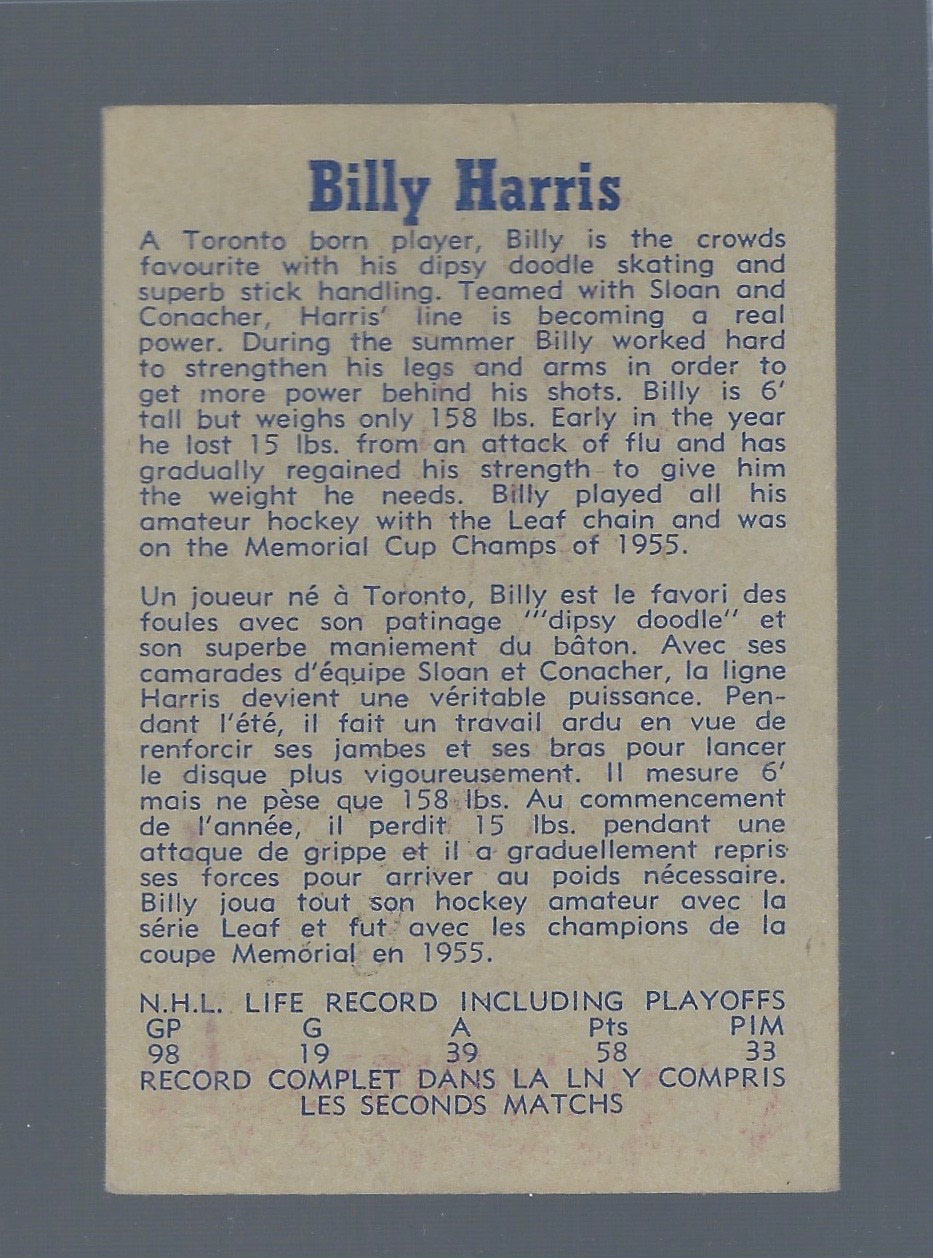 Billy Harris
A Toronto born player, Billy is the crowds
favourite with his dipsy doodle skating and
superb stick handling. Teamed with Sloan and
Conacher, Harris' line is becoming a real
power. During the summer Billy worked hard
to strengthen his legs and arms in order to
get more power behind his shots. Billy is 6'
tall but weighs only 158 lbs. Early in the year
he lost 15 lbs. from an attack of flu and has
gradually regained his strength to give him
the weight he needs. Billy played all his
amateur hockey with the Leaf chain and was
on the Memorial Cup Champs of 1955.
Un joueur né à Toronto, Billy est le favori des
foules avec son patinage '''dipsy doodle'' et
son superbe maniement du bâton. Avec ses
camarades d'équipe Sloan et Conacher, la ligne
Harris devient une véritable puissance. Pen-
dant l'été, il fait un travail ardu en vue de
renforcir ses jambes et ses bras pour lancer
le disque plus vigoureusement. Il mesure 6'
mais ne pèse que 158 lbs. Au commencement
de l'année, il perdit 15 lbs. pendant une
attaque de grippe et il a graduellement repris
ses forces pour arriver au poids nécessaire.
Billy joua tout son hockey amateur avec la
série Leaf et fut avec les champions de la
coupe Memórial en 1955.
N.H.L. LIFE RECORD INCLUDING PLAYOFFS
GP G A Pts PIM
98 19 39 58 33
RECORD COMPLET DANS LA LN Y COMPRIS
LES SECONDS MATCHS